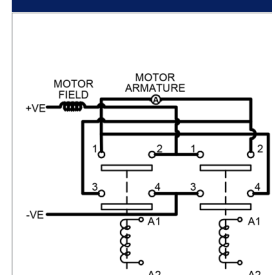 MOTOR
ARMATURE
MOTOR
FIELD
A
+VE
1 2 1 2
3 4 3 4
-VE
A1 A1
A2 A2